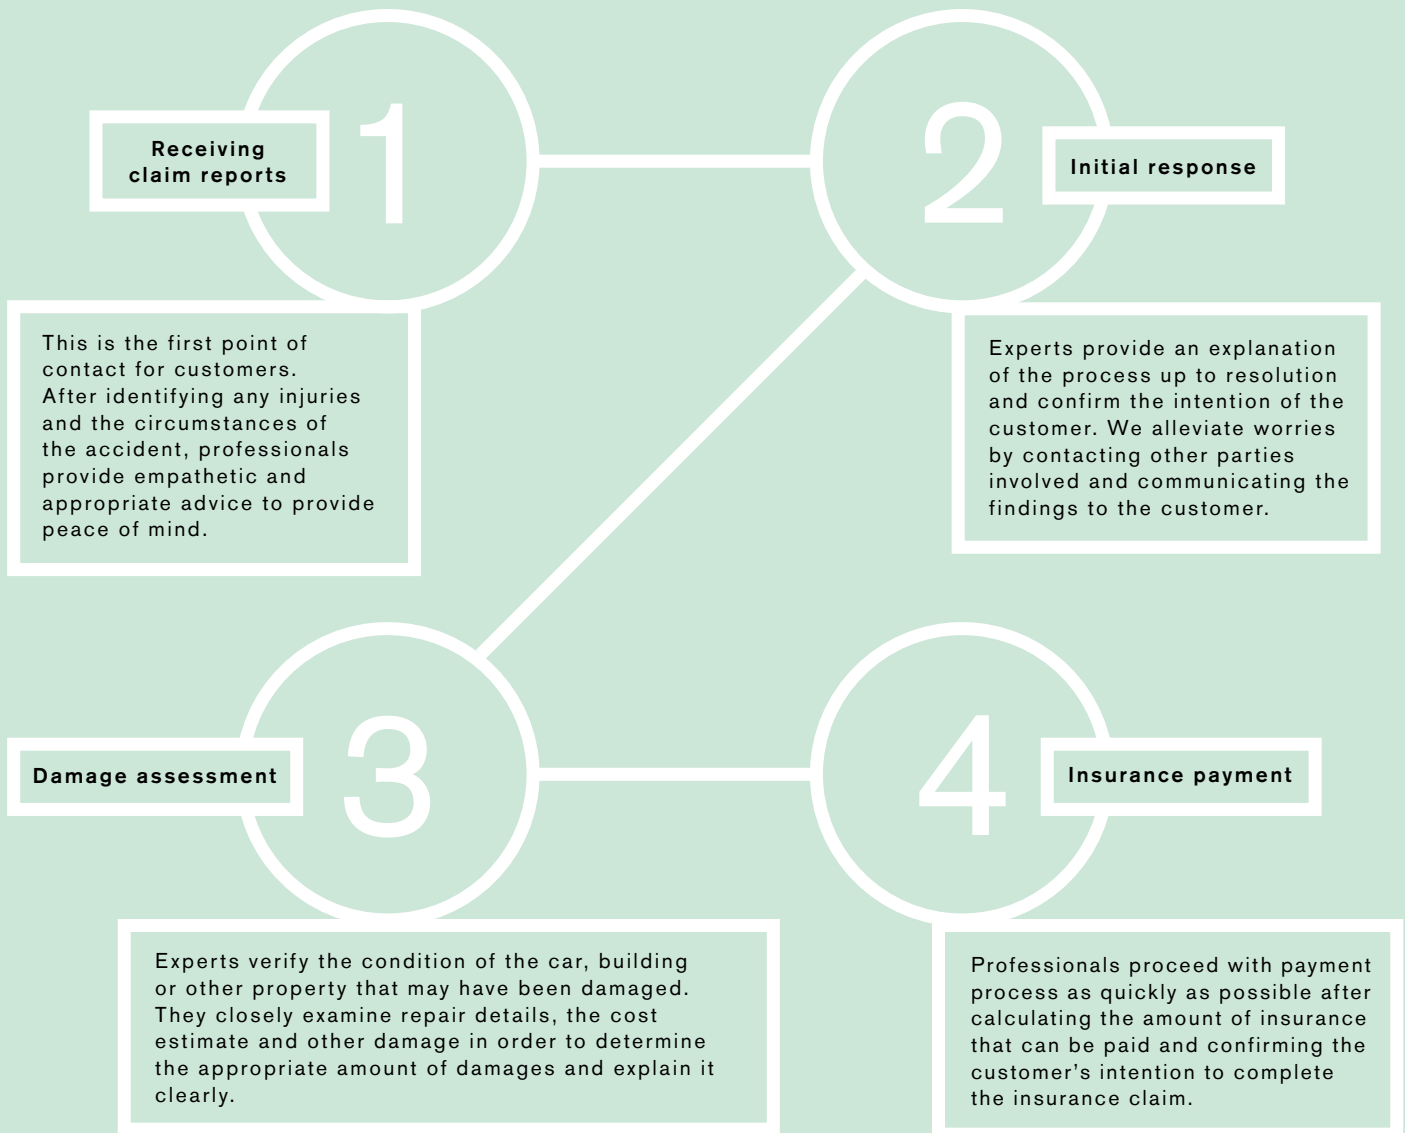 1
Receiving
claim reports
This is the first point of
contact for customers.
After identifying any injuries
and the circumstances of
the accident, professionals
provide empathetic and
appropriate advice to provide
peace of mind.
2
Initial response
Experts provide an explanation
of the process up to resolution
and confirm the intention of the
customer. We alleviate worries
by contacting other parties
involved and communicating the
findings to the customer.
3
Damage assessment
Experts verify the condition of the car, building
or other property that may have been damaged.
They closely examine repair details, the cost
estimate and other damage in order to determine
the appropriate amount of damages and explain it
clearly.
4
Insurance payment
Professionals proceed with payment
process as quickly as possible after
calculating the amount of insurance
that can be paid and confirming the
customer's intention to complete
the insurance claim.